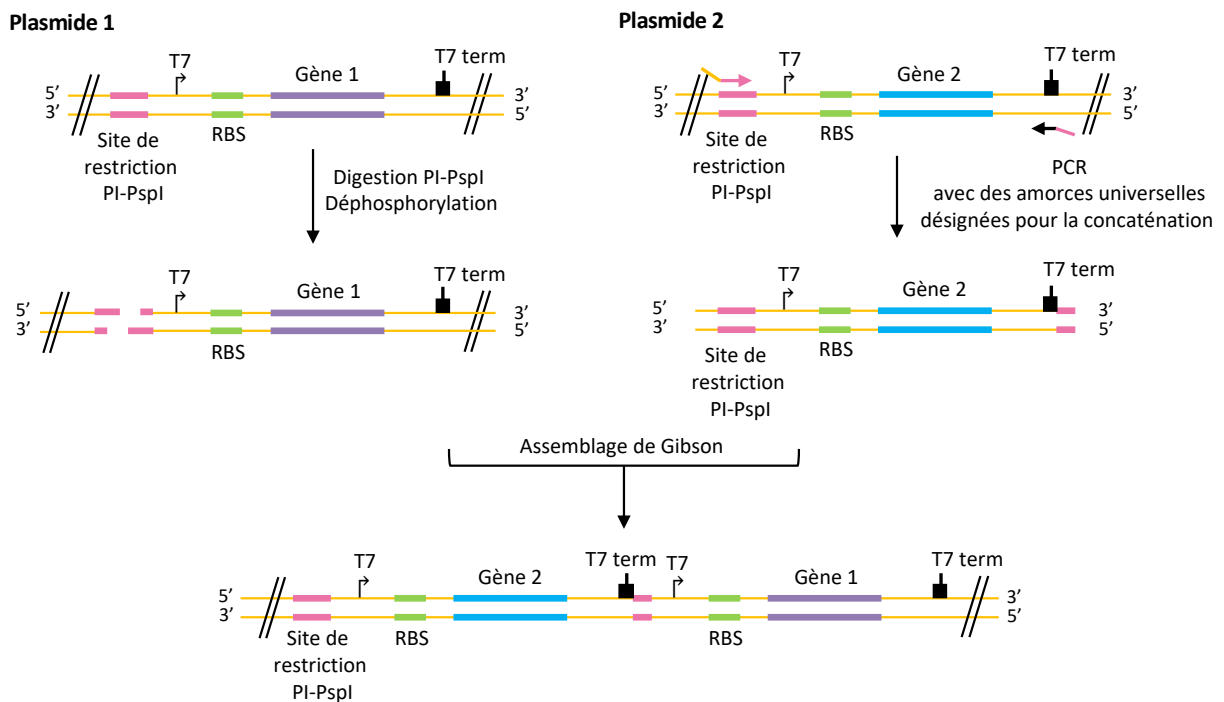 Plasmide 1
T7
T7 term
Gène 1
5’
3’
3’
5’
Site de
restriction
PI-PspI
RBS
Digestion PI-PspI
Déphosphorylation
T7
T7 term
Gène 1
5’
3’
3’
5’
RBS
Plasmide 2
T7
T7 term
Gène 2
5’
3’
3’
5’
Site de
restriction
PI-PspI
RBS
PCR
avec des amorces universelles
désignées pour la concaténation
T7
T7 term
Gène 2
5’
3’
3’
5’
Site de
restriction
PI-PspI
RBS
Assemblage de Gibson
T7
T7 term
T7
T7 term
Gène 2
Gène 1
5’
3’
3’
5’
Site de
restriction
PI-PspI
RBS
RBS